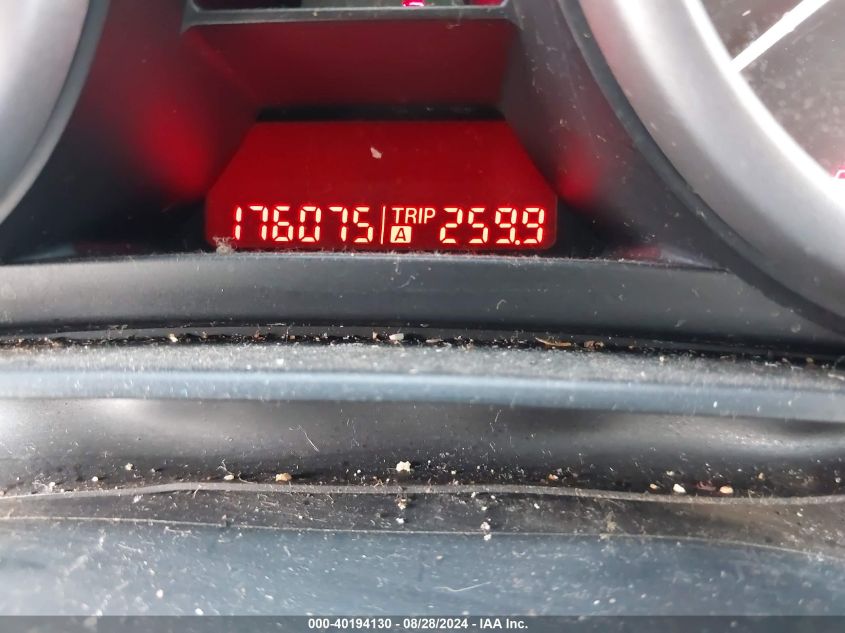 176075 TRIP A 259.9
000-40194130 - 08/28/2024 - IAA Inc.